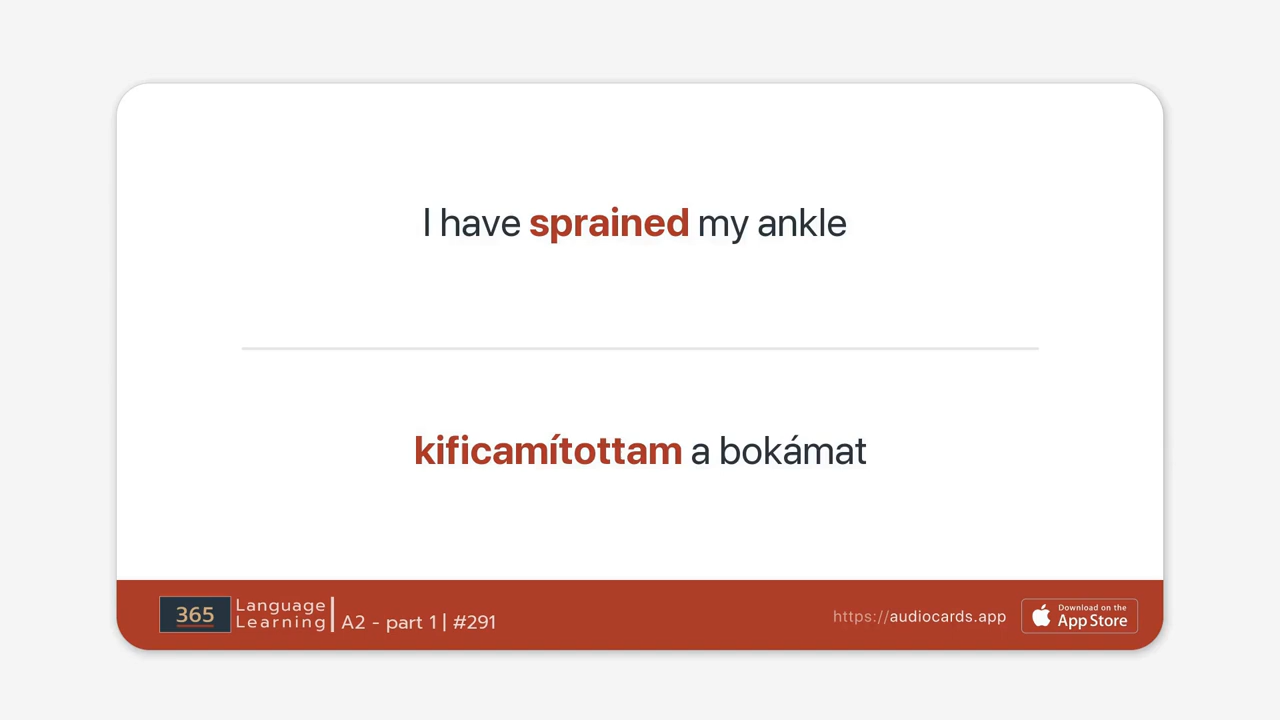 I have sprained my ankle
kificamítottam a bokámat
365 Language Learning
A2 - part 1 | #291
https://audiocards.app
Download on the
App Store